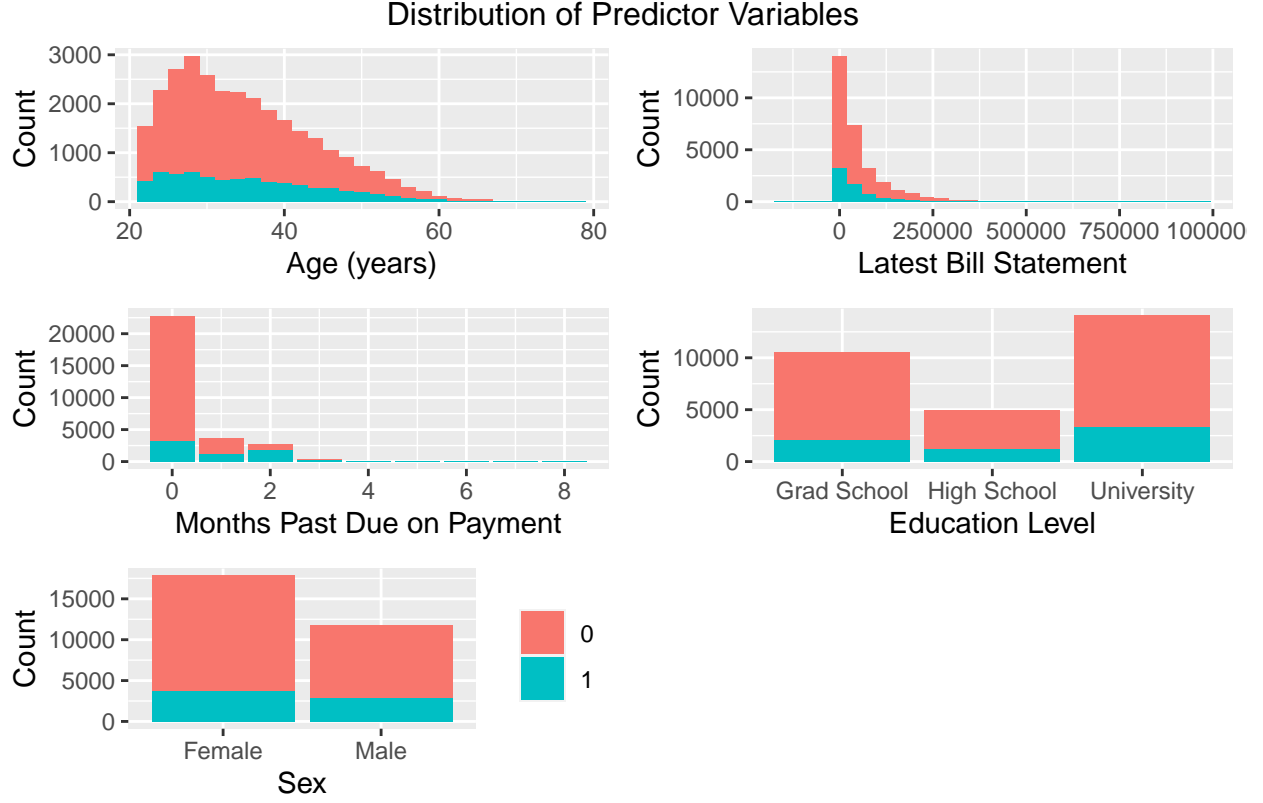 Distribution of Predictor Variables
3000
2000
1000
0
Count
20 40 60 80
Age (years)
10000
5000
0
Count
0 250000 500000 750000 100000
Latest Bill Statement
20000
15000
10000
5000
0
Count
0 2 4 6 8
Months Past Due on Payment
10000
5000
0
Count
Grad School High School University
Education Level
15000
10000
5000
0
Count
Female Male
Sex
0
1